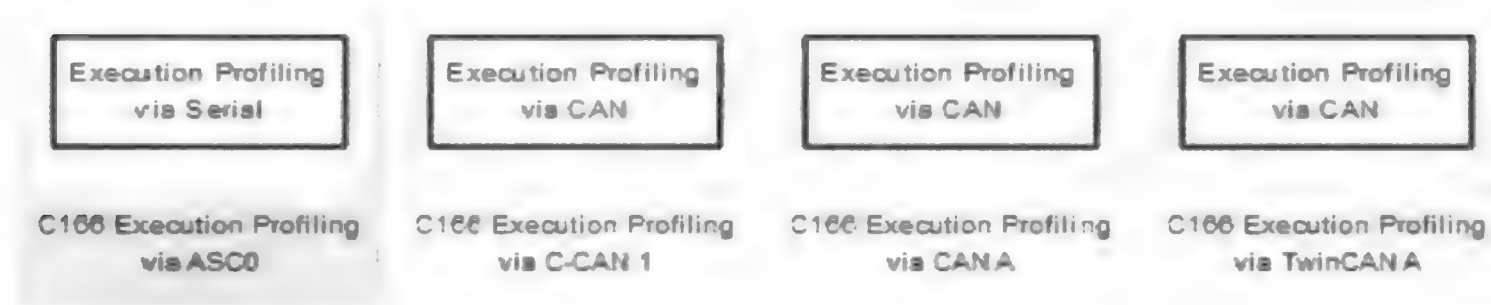 Execution Profiling
via Serial
Execution Profiling
via CAN
Execution Profiling
via CAN
Execution Profiling
via CAN
C166 Execution Profiling
via ASC0
C166 Execution Profiling
via C-CAN 1
C166 Execution Profiling
via CAN A
C166 Execution Profiling
via TwinCAN A